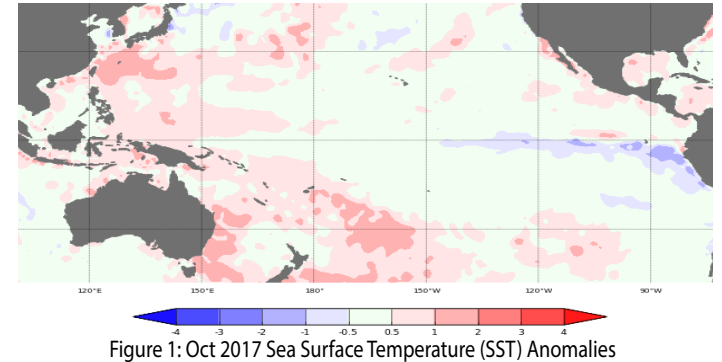 120°E 150°E 180° 150°W 120°W 90°W
-4 -3 -2 -1 -0.5 0.5 1 2 3 4
Figure 1: Oct 2017 Sea Surface Temperature (SST) Anomalies